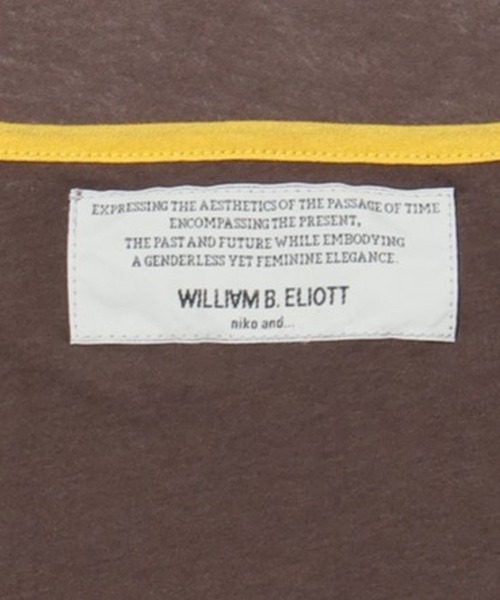 EXPRESSING THE AESTHETICS OF THE PASSAGE OF TIME
ENCOMPASSING THE PRESENT,
THE PAST AND FUTURE WHILE EMBODYING
A GENDERLESS YET FEMININE ELEGANCE.
WILLIAM B. ELIOTT
niko and...